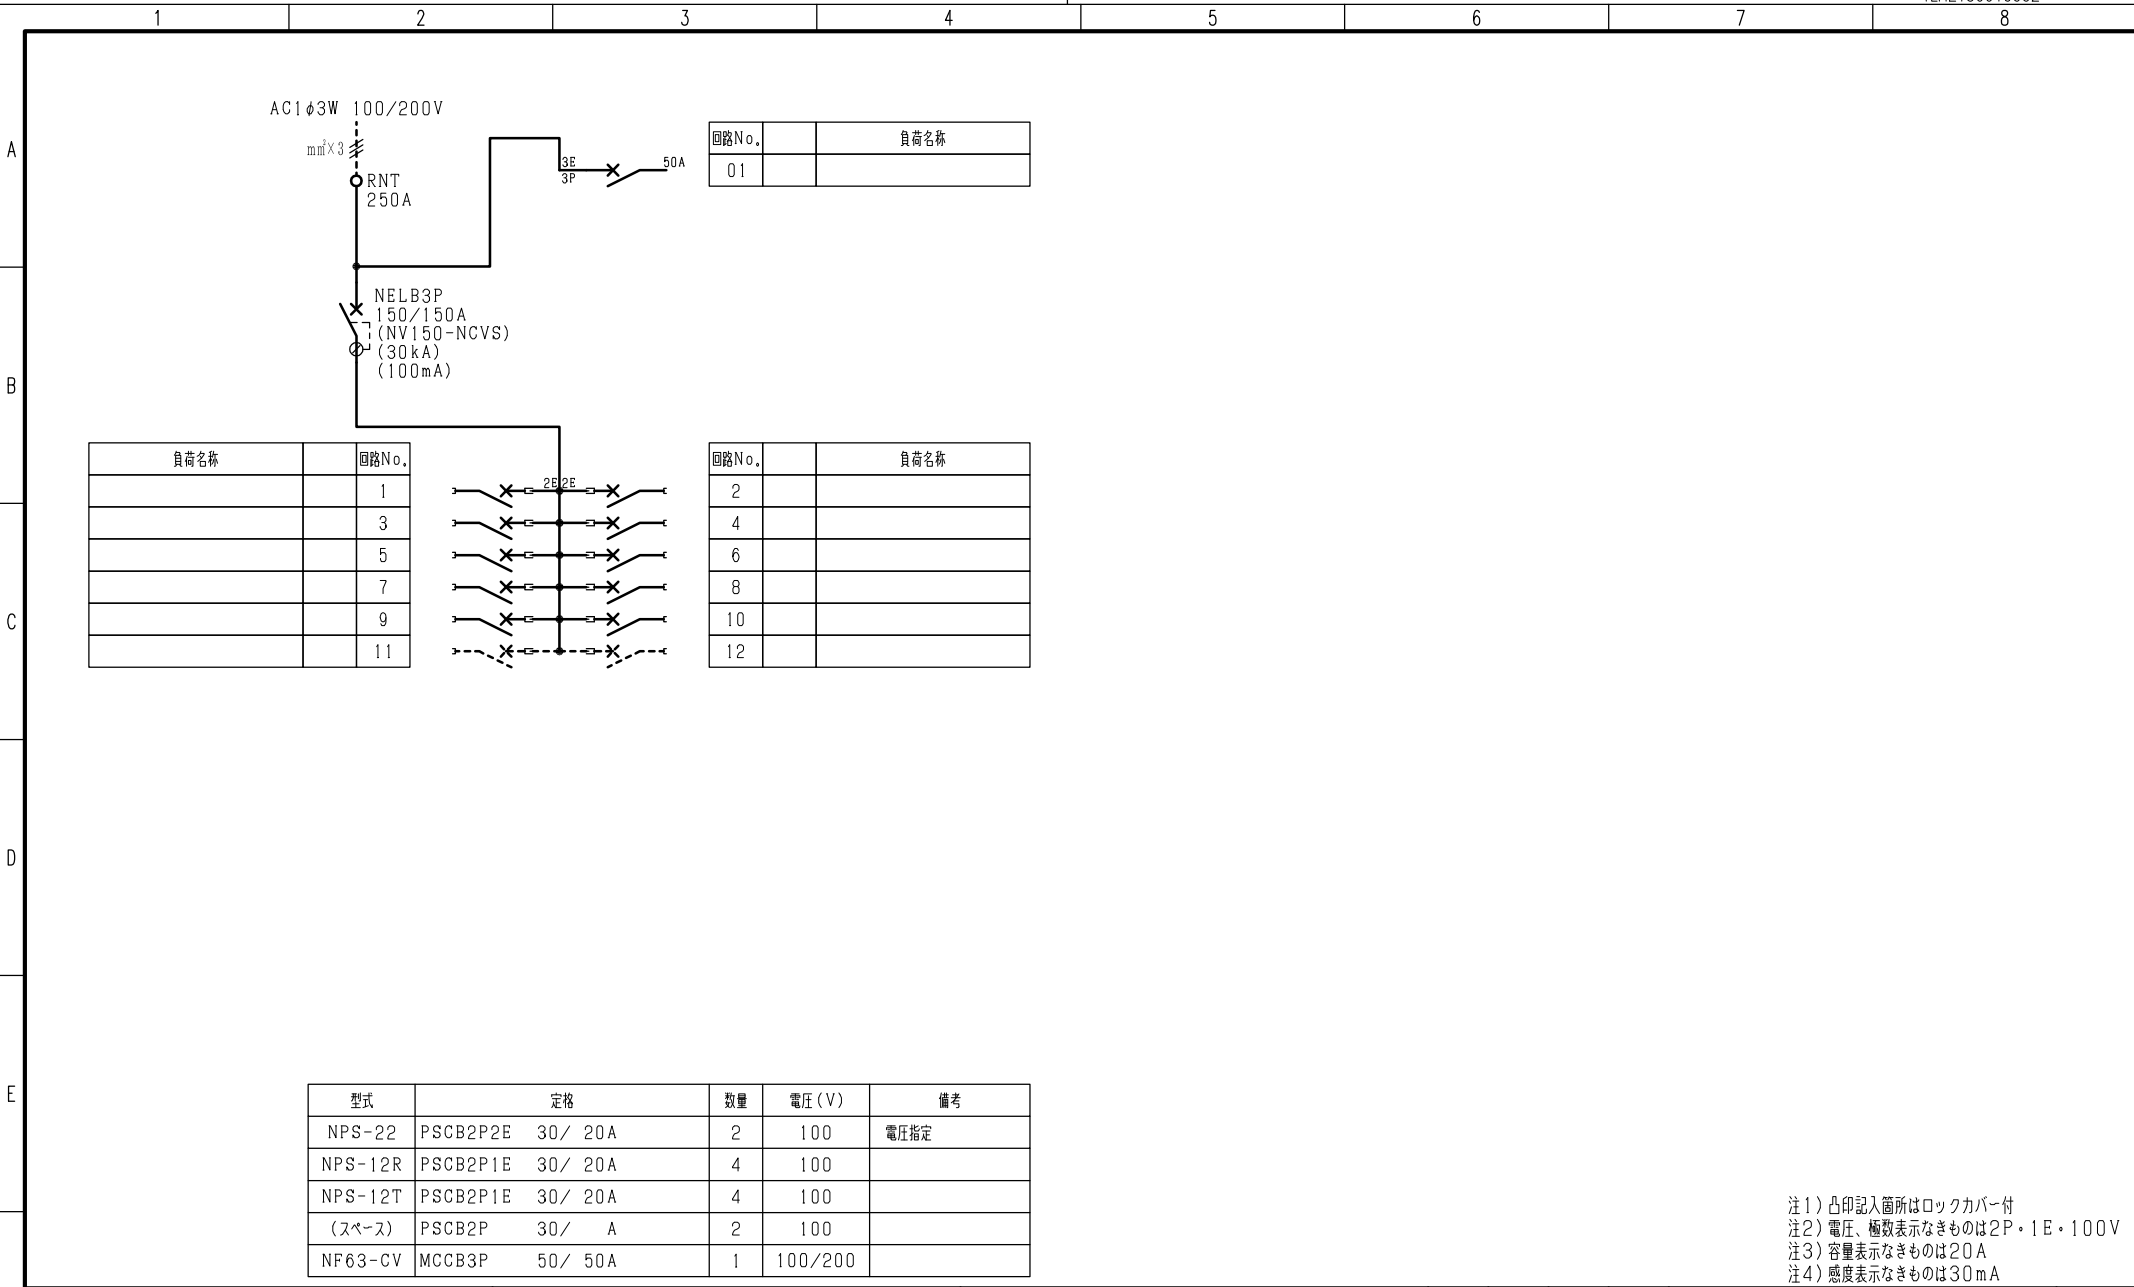 1 2 3 4 5 6 7 8
A
B
C
D
E
AC1φ3W 100/200V
mm²×3
RNT
250A
3E
3P
50A
回路No. 負荷名称
01
NELB3P
150/150A
(NV150-NCVS)
(30kA)
(100mA)
負荷名称 回路No.
1
3
5
7
9
11
2E 2E
回路No. 負荷名称
2
4
6
8
10
12
型式 定格 数量 電圧(V) 備考
NPS-22 PSCB2P2E 30/ 20A 2 100 電圧指定
NPS-12R PSCB2P1E 30/ 20A 4 100
NPS-12T PSCB2P1E 30/ 20A 4 100
(スペース) PSCB2P 30/ A 2 100
NF63-CV MCCB3P 50/ 50A 1 100/200
注1)凸印記入箇所はロックカバー付
注2)電圧、極数表示なきものは2P・1E・100V
注3)容量表示なきものは20A
注4)感度表示なきものは30mA